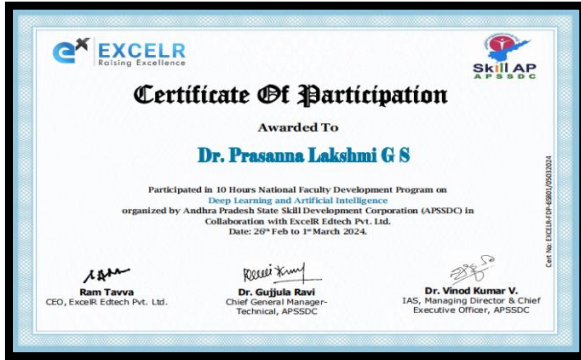 ex EXCELR
Raising Excellence
Skill AP
APSSDC
Certificate Of Participation
Awarded To
Dr. Prasanna Lakshmi G S
Participated in 10 Hours National Faculty Development Program on
Deep Learning and Artificial Intelligence
organized by Andhra Pradesh State Skill Development Corporation (APSSDC) in
Collaboration with ExcelR Edtech Pvt. Ltd.
Date: 26th Feb to 1st March 2024.
Cert No: EXCELR-FDP-65801/05032024
Ram Tavva
CEO, ExcelR Edtech Pvt. Ltd.
Dr. Gujjula Ravi
Chief General Manager-
Technical, APSSDC
Dr. Vinod Kumar V.
IAS, Managing Director & Chief
Executive Officer, APSSDC